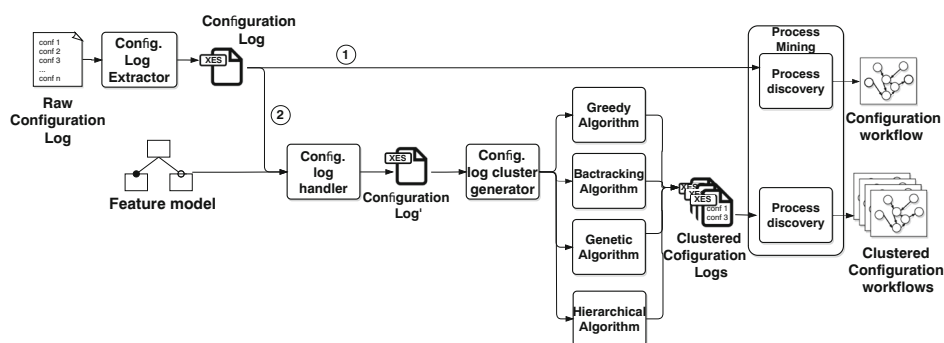 conf 1
conf 2
conf 3
...
conf n
Raw
Configuration
Log
Config.
Log
Extractor
Configuration
Log
XES
1
2
Feature model
Config.
log
handler
XES
Configuration
Log'
Config.
log cluster
generator
Greedy
Algorithm
Bactracking
Algorithm
Genetic
Algorithm
Hierarchical
Algorithm
XES
XES
XES
conf 1
conf 3
Clustered
Cofiguration
Logs
Process
Mining
Process
discovery
Process
discovery
Configuration
workflow
Clustered
Configuration
workflows